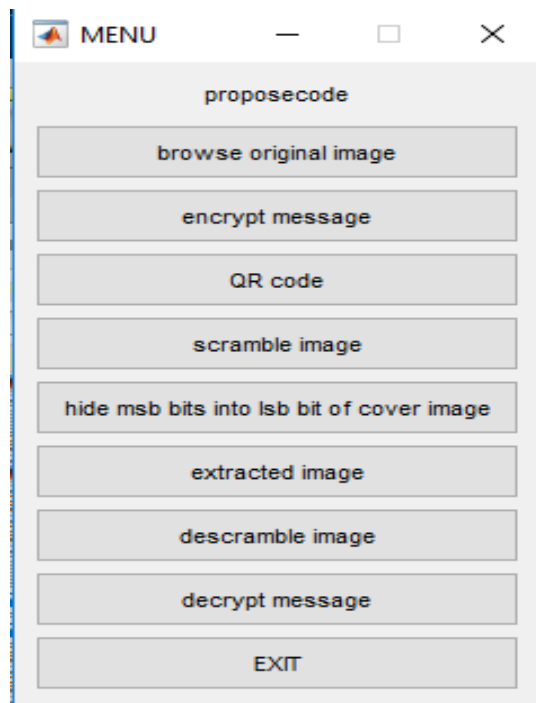 MENU
proposecode
browse original image
encrypt message
QR code
scramble image
hide msb bits into lsb bit of cover image
extracted image
descramble image
decrypt message
EXIT